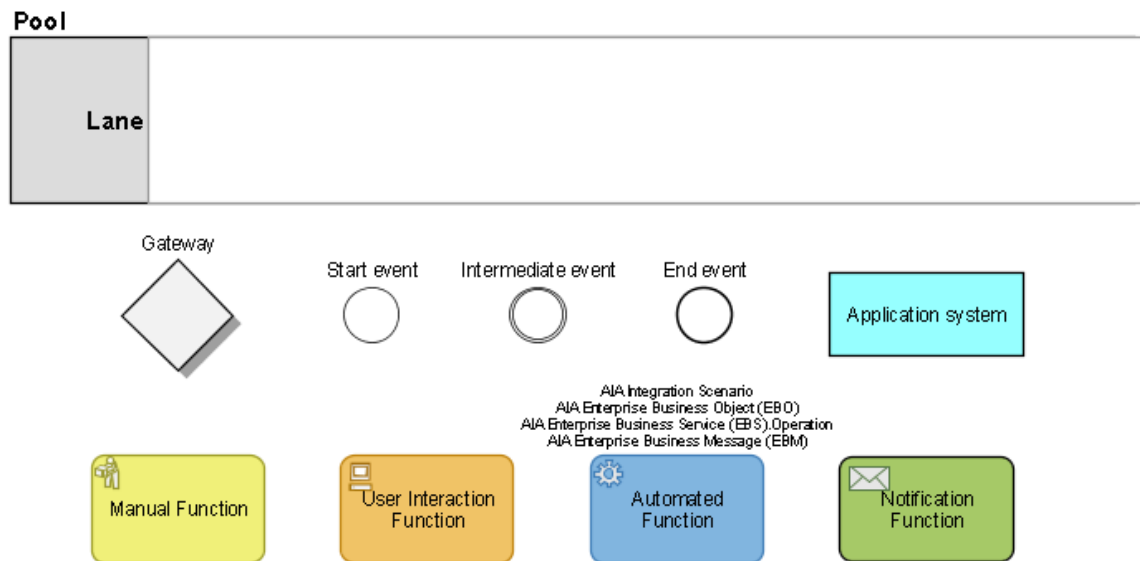 Pool
Lane
Gateway
Start event
Intermediate event
End event
Application system
AIA Integration Scenario
AIA Enterprise Business Object (EBO)
AIA Enterprise Business Service (EBS).Operation
AIA Enterprise Business Message (EBM)
Manual Function
User Interaction
Function
Automated
Function
Notification
Function